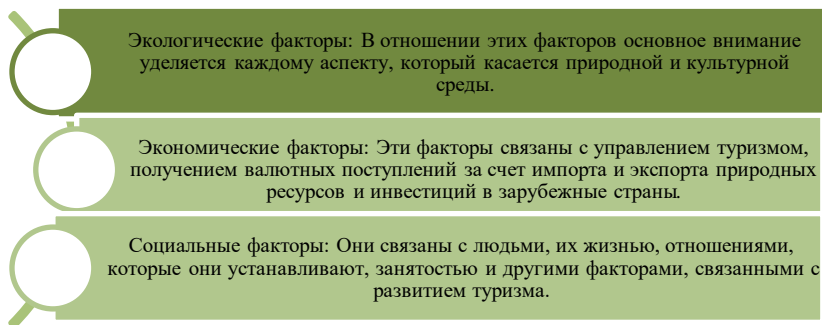 Экологические факторы: В отношении этих факторов основное внимание
уделяется каждому аспекту, который касается природной и культурной
среды.
Экономические факторы: Эти факторы связаны с управлением туризмом,
получением валютных поступлений за счет импорта и экспорта природных
ресурсов и инвестиций в зарубежные страны.
Социальные факторы: Они связаны с людьми, их жизнью, отношениями,
которые они устанавливают, занятостью и другими факторами, связанными с
развитием туризма.